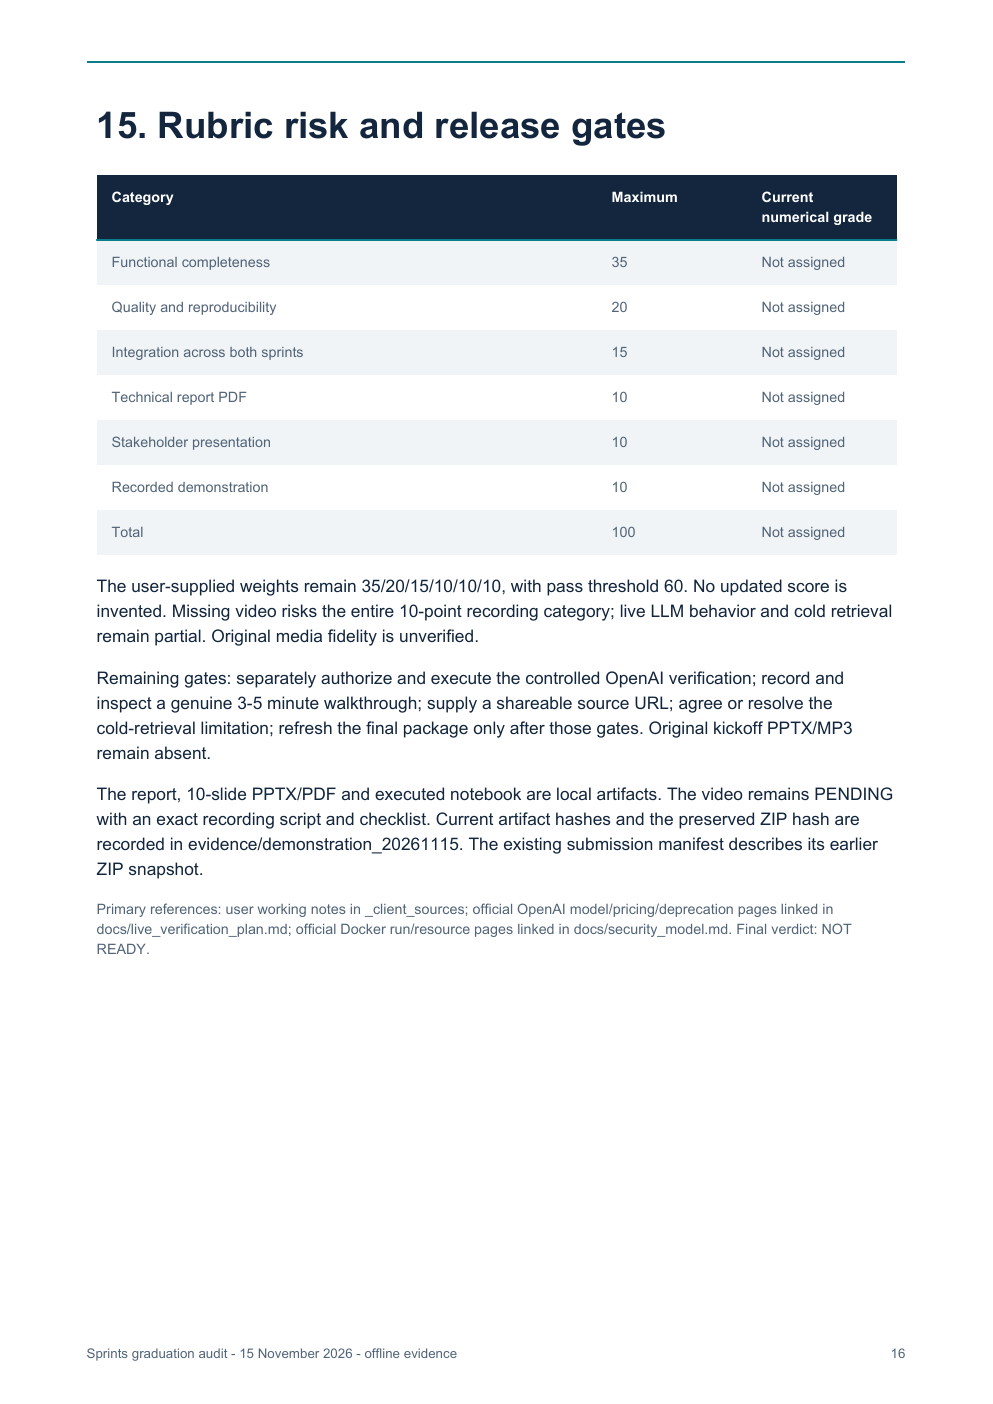 15. Rubric risk and release gates
Category Maximum Current numerical grade
Functional completeness 35 Not assigned
Quality and reproducibility 20 Not assigned
Integration across both sprints 15 Not assigned
Technical report PDF 10 Not assigned
Stakeholder presentation 10 Not assigned
Recorded demonstration 10 Not assigned
Total 100 Not assigned
The user-supplied weights remain 35/20/15/10/10/10, with pass threshold 60. No updated score is
invented. Missing video risks the entire 10-point recording category; live LLM behavior and cold retrieval
remain partial. Original media fidelity is unverified.
Remaining gates: separately authorize and execute the controlled OpenAI verification; record and
inspect a genuine 3-5 minute walkthrough; supply a shareable source URL; agree or resolve the
cold-retrieval limitation; refresh the final package only after those gates. Original kickoff PPTX/MP3
remain absent.
The report, 10-slide PPTX/PDF and executed notebook are local artifacts. The video remains PENDING
with an exact recording script and checklist. Current artifact hashes and the preserved ZIP hash are
recorded in evidence/demonstration_20261115. The existing submission manifest describes its earlier
ZIP snapshot.
Primary references: user working notes in _client_sources; official OpenAI model/pricing/deprecation pages linked in
docs/live_verification_plan.md; official Docker run/resource pages linked in docs/security_model.md. Final verdict: NOT
READY.
Sprints graduation audit - 15 November 2026 - offline evidence 16